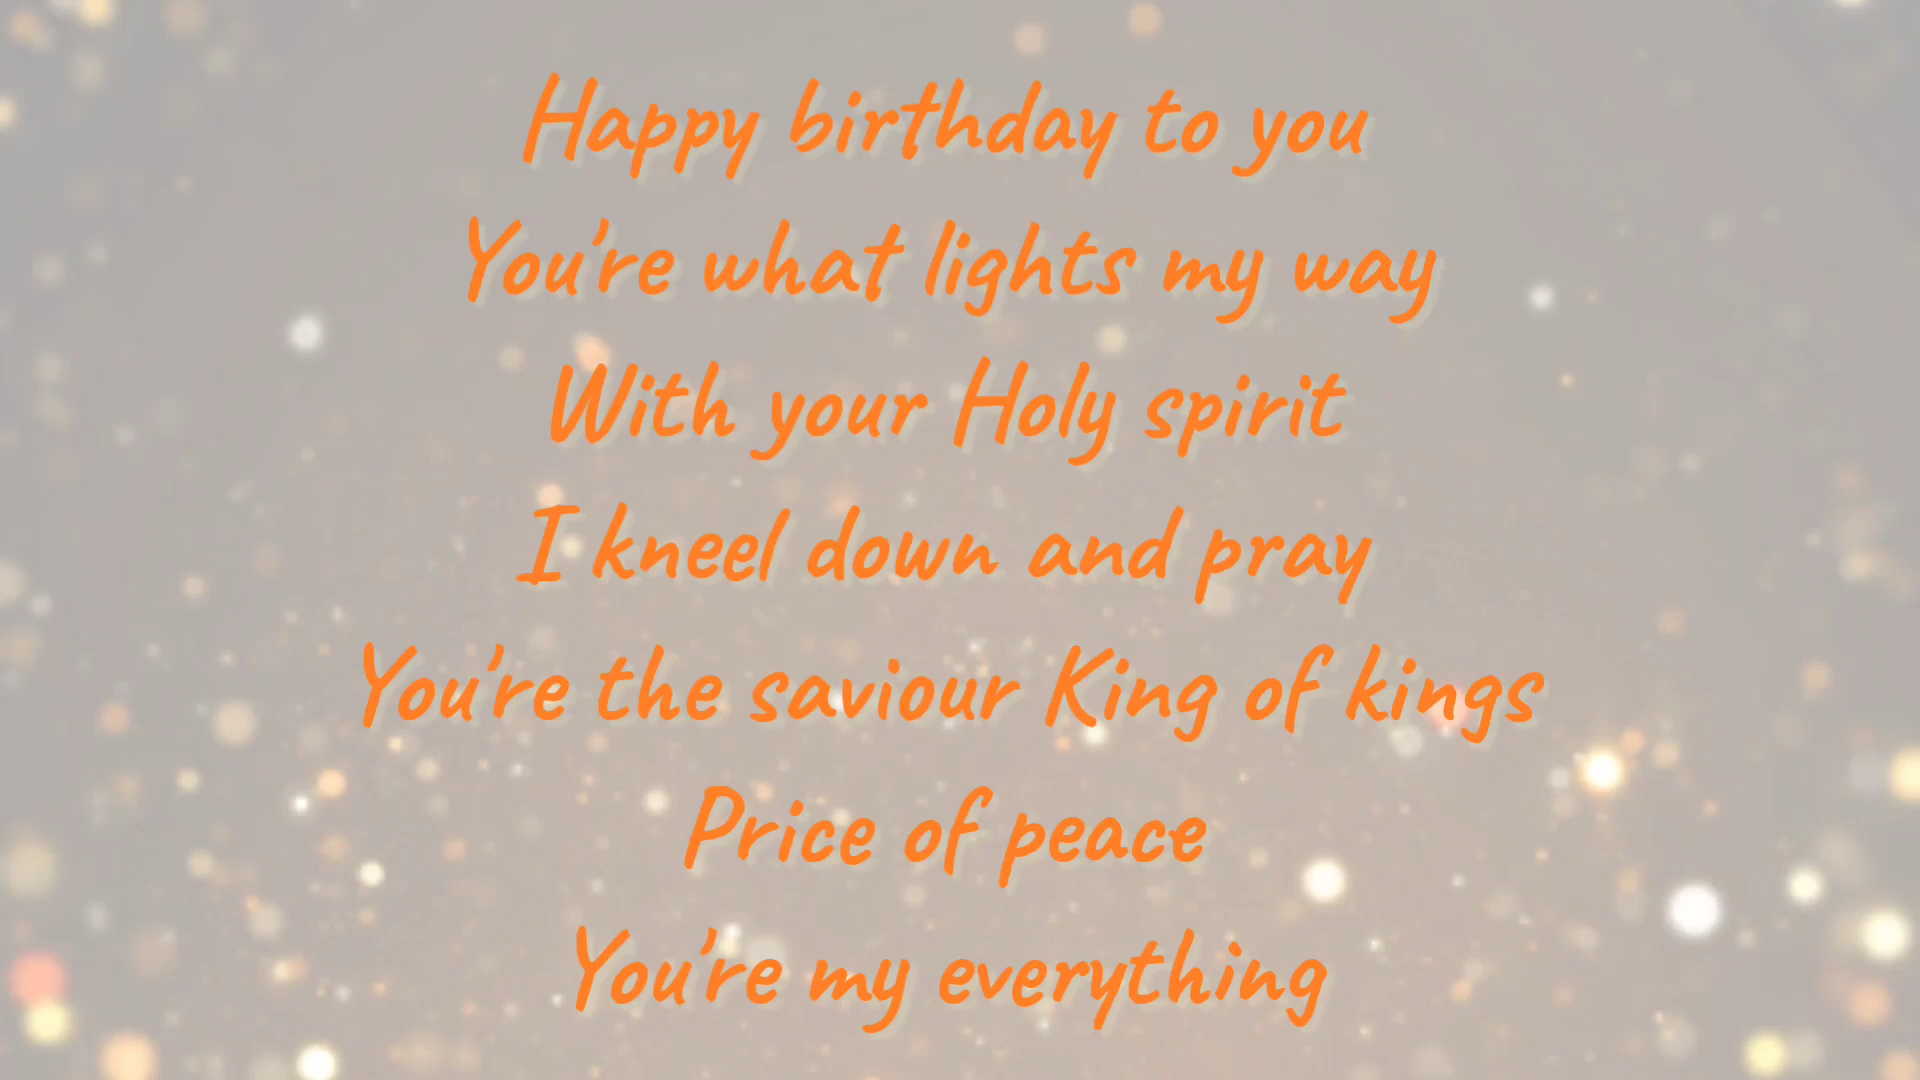 Happy birthday to you
You're what lights my way
With your Holy spirit
I kneel down and pray
You're the saviour King of kings
Price of peace
You're my everything